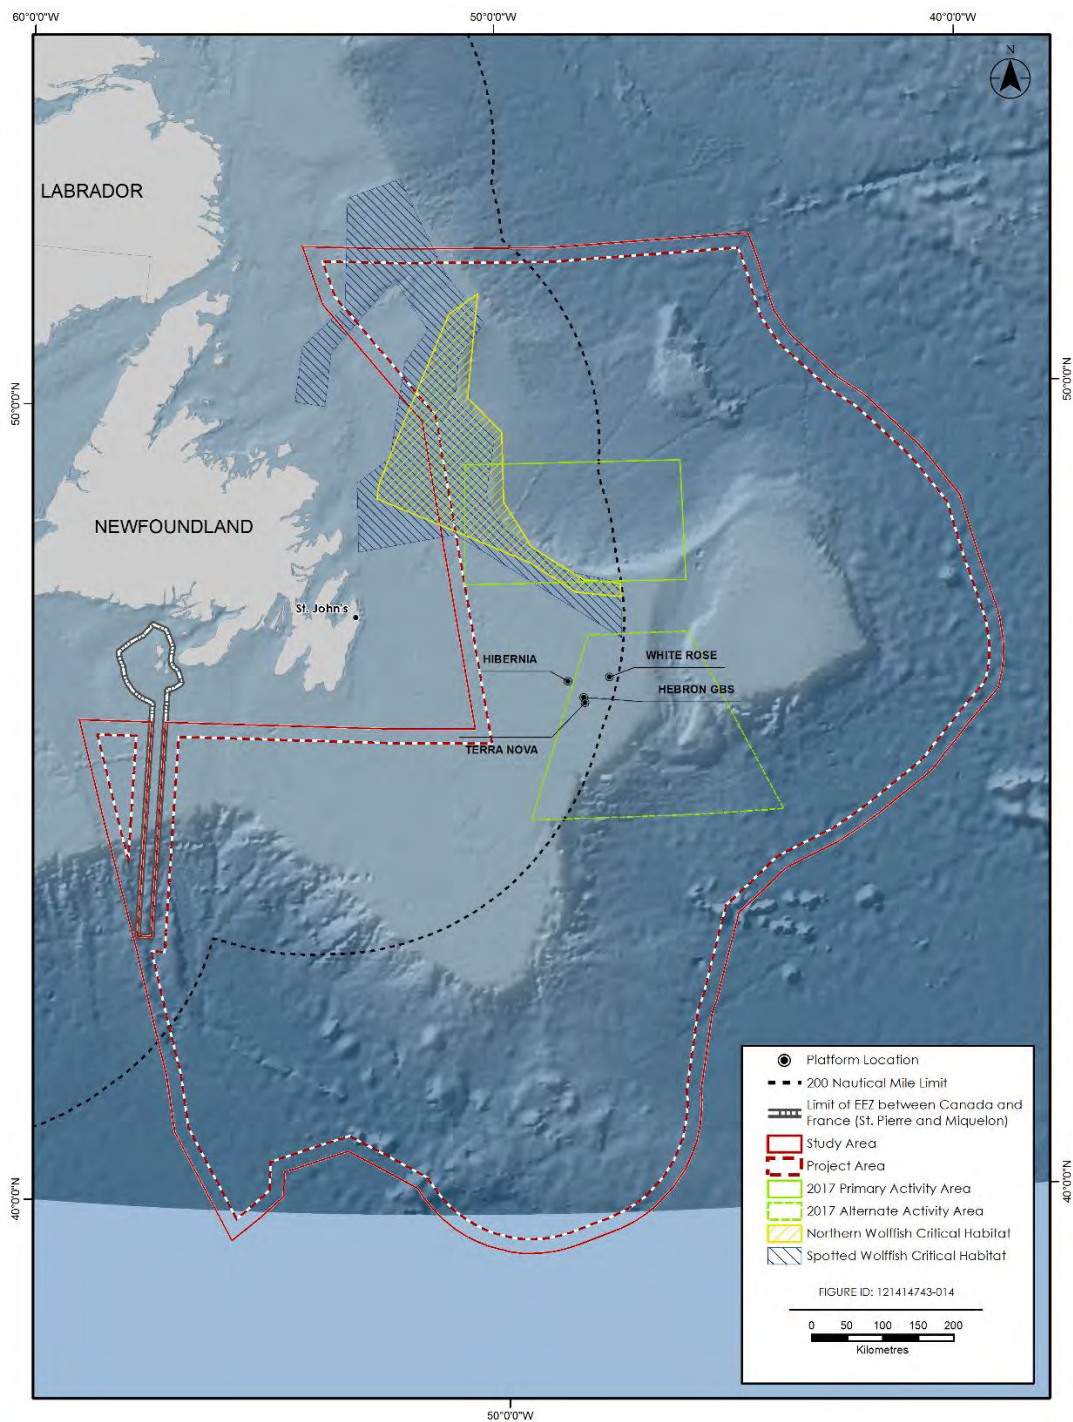 60°0'0"W
50°0'0"W
40°0'0"W
N
LABRADOR
50°0'0"N
50°0'0"N
NEWFOUNDLAND
St. John's
HIBERNIA
WHITE ROSE
HEBRON GBS
TERRA NOVA
Platform Location
200 Nautical Mile Limit
Limit of EEZ between Canada and
France (St. Pierre and Miquelon)
Study Area
Project Area
2017 Primary Activity Area
2017 Alternate Activity Area
Northern Wolffish Critical Habitat
Spotted Wolffish Critical Habitat
FIGURE ID: 121414743-014
0 50 100 150 200
Kilometres
40°0'0"N
40°0'0"N
50°0'0"W